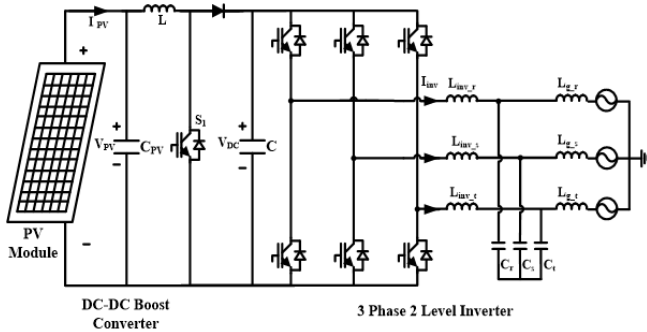 I PV
L
I inv
L inv_r
L g_r
+
S1
+
+
V PV
C PV
V DC
C
L inv_s
L g_s
−
−
L inv_t
L g_t
−
PV
Module
C r
C s
C t
DC-DC Boost
Converter
3 Phase 2 Level Inverter